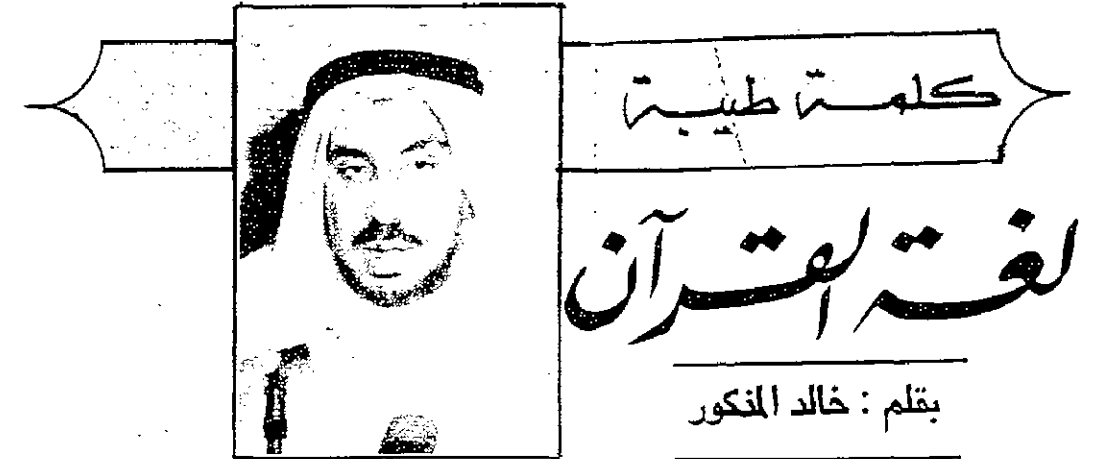 كلمة طيبة
لغة القرآن
بقلم : خالد المذكور